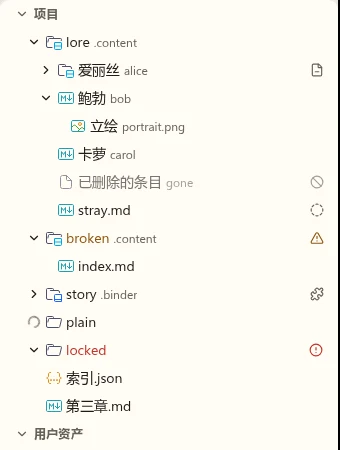 项目
lore .content
爱丽丝 alice
鲍勃 bob
立绘 portrait.png
卡萝 carol
已删除的条目 gone
stray.md
broken .content
index.md
story .binder
plain
locked
索引.json
第三章.md
用户资产